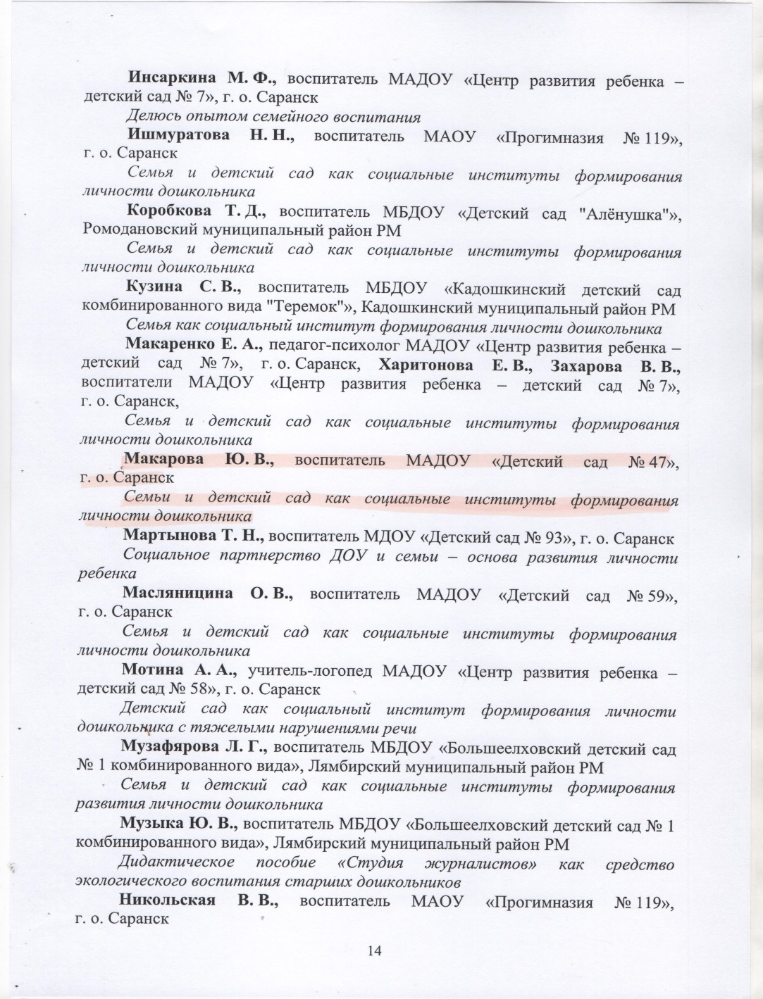 Инсаркина М. Ф., воспитатель МАДОУ «Центр развития ребенка –
детский сад № 7», г. о. Саранск
Делюсь опытом семейного воспитания
Ишмуратова Н. Н., воспитатель МАОУ «Прогимназия № 119»,
г. о. Саранск
Семья и детский сад как социальные институты формирования
личности дошкольника
Коробкова Т. Д., воспитатель МБДОУ «Детский сад "Алёнушка"»,
Ромодановский муниципальный район РМ
Семья и детский сад как социальные институты формирования
личности дошкольника
Кузина С. В., воспитатель МБДОУ «Кадошкинский детский сад
комбинированного вида "Теремок"», Кадошкинский муниципальный район РМ
Семья как социальный институт формирования личности дошкольника
Макаренко Е. А., педагог-психолог МАДОУ «Центр развития ребенка –
детский сад № 7», г. о. Саранск, Харитонова Е. В., Захарова В. В.,
воспитатели МАДОУ «Центр развития ребенка – детский сад № 7»,
г. о. Саранск,
Семья и детский сад как социальные институты формирования
личности дошкольника
Макарова Ю. В., воспитатель МАДОУ «Детский сад № 47»,
г. о. Саранск
Семьи и детский сад как социальные институты формирования
личности дошкольника
Мартынова Т. Н., воспитатель МДОУ «Детский сад № 93», г. о. Саранск
Социальное партнерство ДОУ и семьи – основа развития личности
ребенка
Масляницина О. В., воспитатель МАДОУ «Детский сад № 59»,
г. о. Саранск
Семья и детский сад как социальные институты формирования
личности дошкольника
Мотина А. А., учитель-логопед МАДОУ «Центр развития ребенка –
детский сад № 58», г. о. Саранск
Детский сад как социальный институт формирования личности
дошкольника с тяжелыми нарушениями речи
Музафярова Л. Г., воспитатель МБДОУ «Большеелховский детский сад
№ 1 комбинированного вида», Лямбирский муниципальный район РМ
Семья и детский сад как социальные институты формирования
развития личности дошкольника
Музыка Ю. В., воспитатель МБДОУ «Большеелховский детский сад № 1
комбинированного вида», Лямбирский муниципальный район РМ
Дидактическое пособие «Студия журналистов» как средство
экологического воспитания старших дошкольников
Никольская В. В., воспитатель МАОУ «Прогимназия № 119»,
г. о. Саранск
14